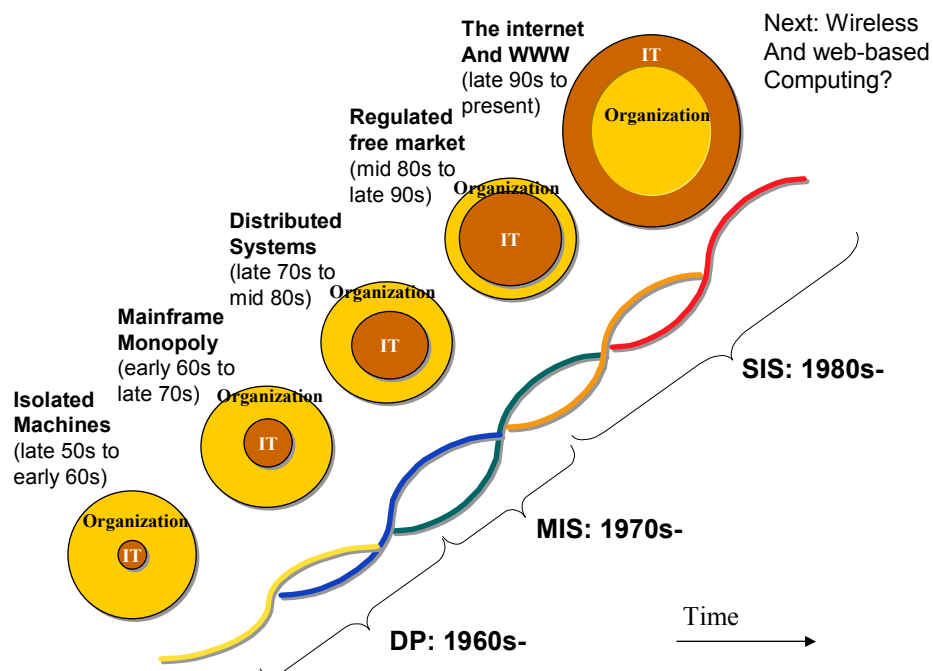 The internet
And WWW
(late 90s to
present)
IT
Organization
Next: Wireless
And web-based
Computing?
Regulated
free market
(mid 80s to
late 90s)
Organization
IT
Distributed
Systems
(late 70s to
mid 80s)
Organization
IT
Mainframe
Monopoly
(early 60s to
late 70s)
Organization
IT
Isolated
Machines
(late 50s to
early 60s)
Organization
IT
SIS: 1980s-
MIS: 1970s-
DP: 1960s-
Time